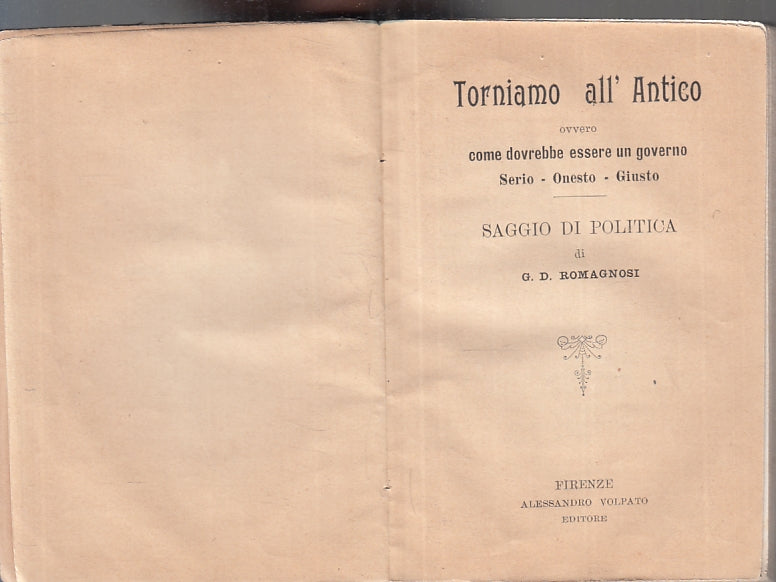 Torniamo all' Antico
ovvero
come dovrebbe essere un governo
Serio - Onesto - Giusto
SAGGIO DI POLITICA
di
G. D. ROMAGNOSI
FIRENZE
ALESSANDRO VOLPATO
EDITORE